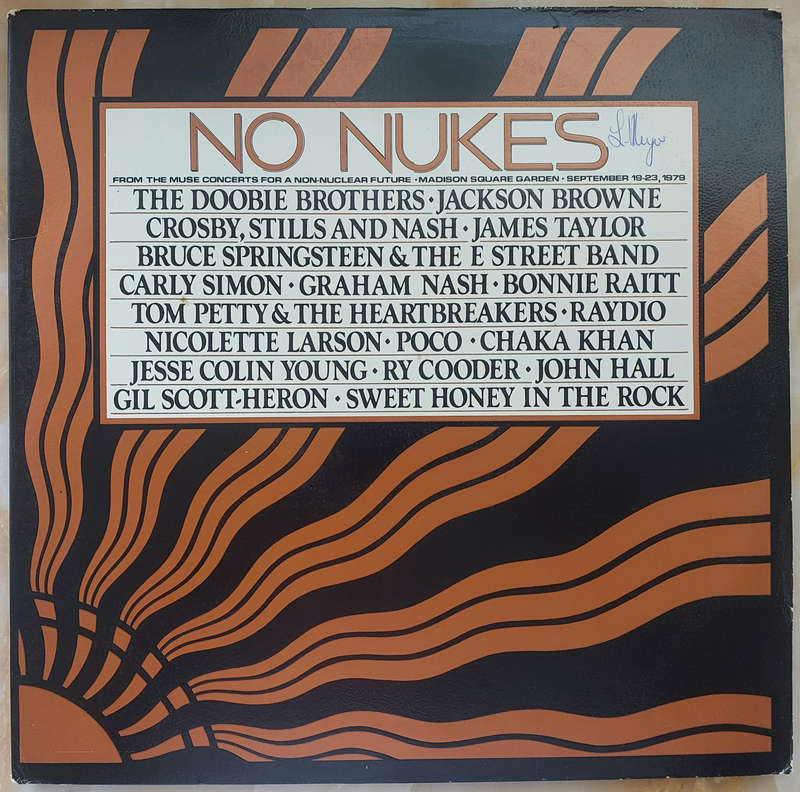 NO NUKES
FROM THE MUSE CONCERTS FOR A NON-NUCLEAR FUTURE · MADISON SQUARE GARDEN · SEPTEMBER 19-23, 1979
THE DOOBIE BROTHERS · JACKSON BROWNE
CROSBY, STILLS AND NASH · JAMES TAYLOR
BRUCE SPRINGSTEEN & THE E STREET BAND
CARLY SIMON · GRAHAM NASH · BONNIE RAITT
TOM PETTY & THE HEARTBREAKERS · RAYDIO
NICOLETTE LARSON · POCO · CHAKA KHAN
JESSE COLIN YOUNG · RY COODER · JOHN HALL
GIL SCOTT-HERON · SWEET HONEY IN THE ROCK